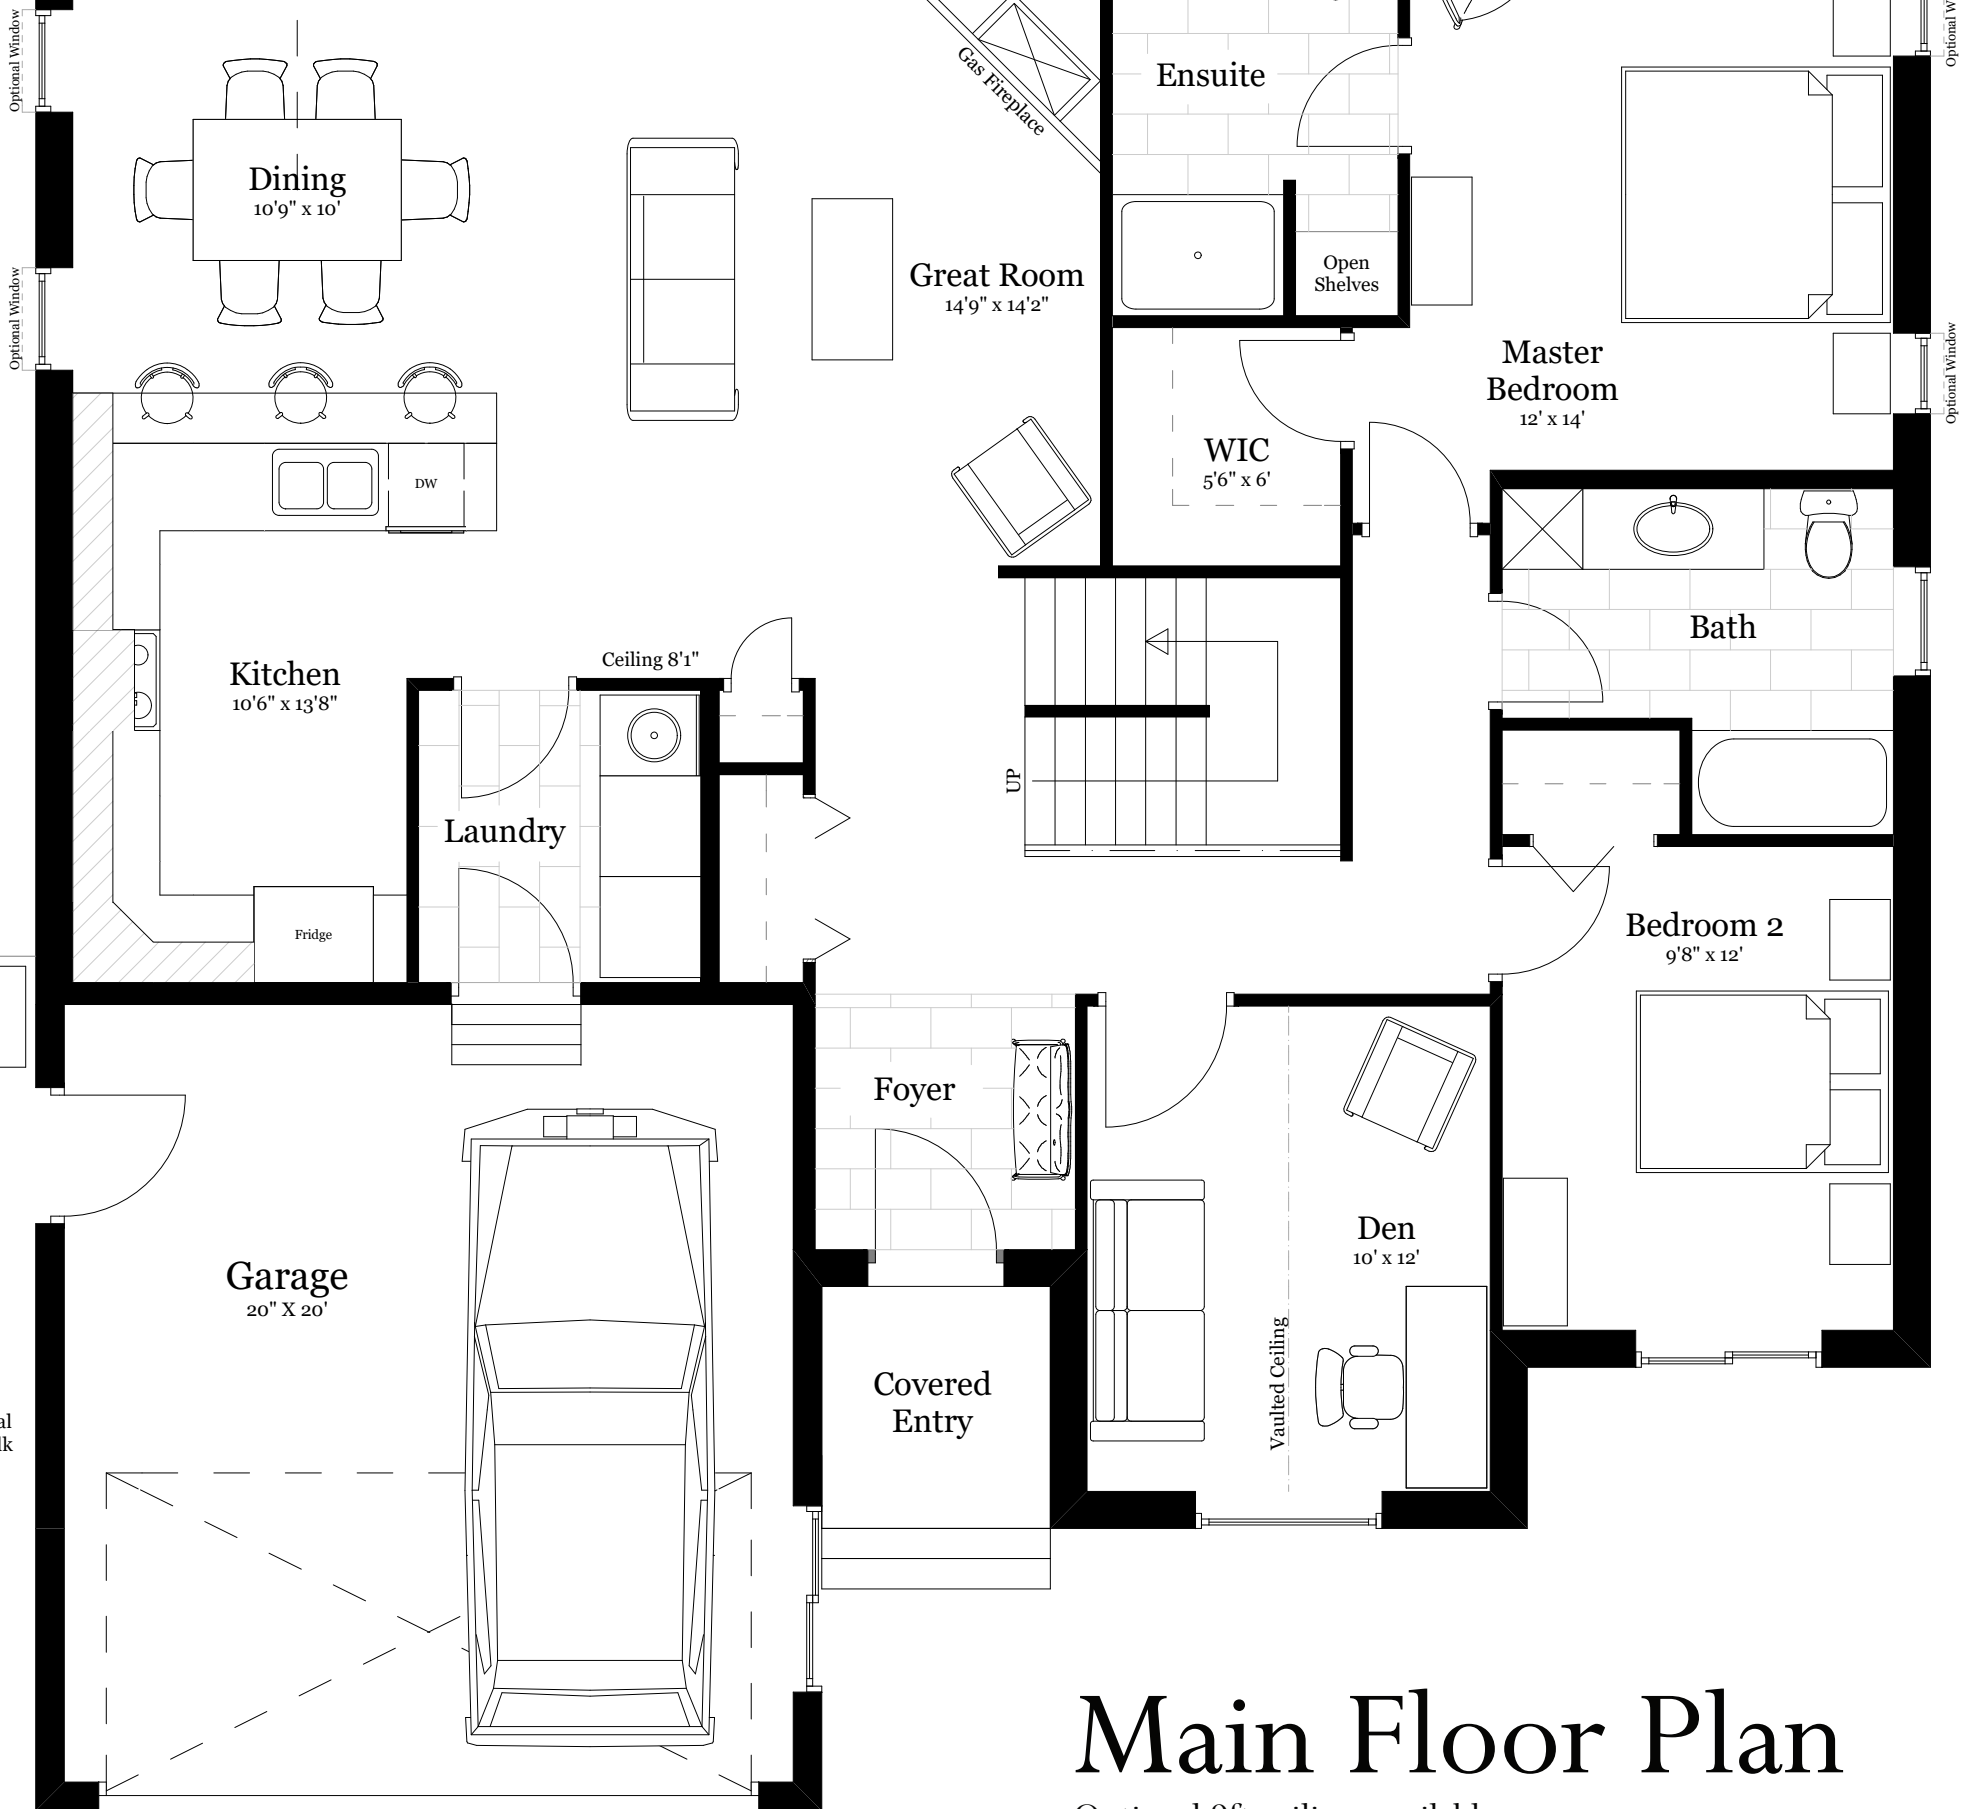 Optional Window
Gas Fireplace
Ensuite
Dining
10'9" x 10'
Great Room
14'9" x 14'2"
Open
Shelves
Optional Window
Master
Bedroom
12' x 14'
Optional Window
WIC
5'6" x 6'
DW
Bath
Ceiling 8'1"
Kitchen
10'6" x 13'8"
UP
Laundry
Fridge
Bedroom 2
9'8" x 12'
Foyer
Den
10' x 12'
Garage
20" X 20'
Vaulted Ceiling
Covered
Entry
Main Floor Plan